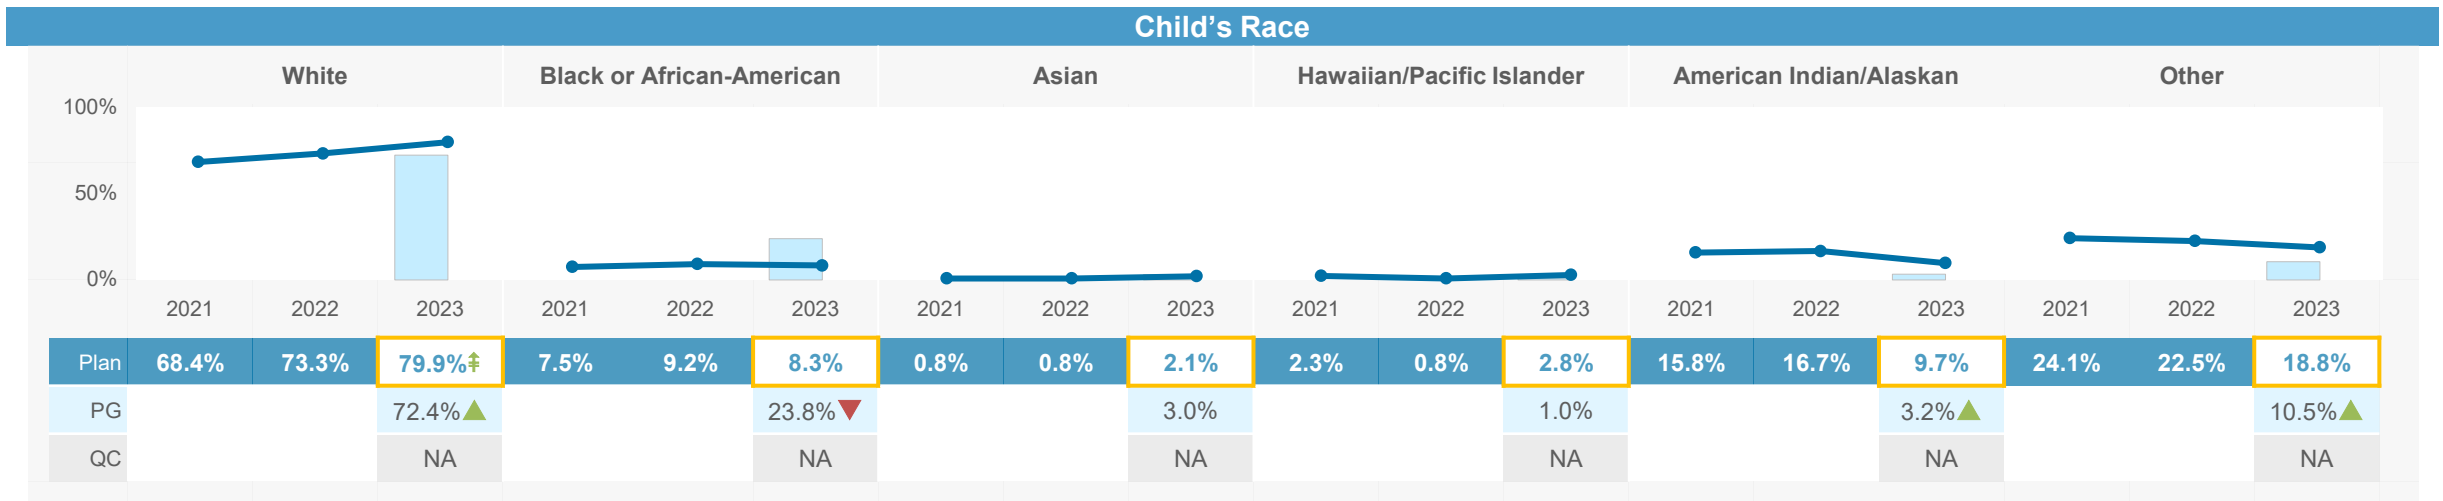 Child’s Race
White Black or African-American Asian Hawaiian/Pacific Islander American Indian/Alaskan Other
100%
50%
0%
2021 2022 2023 2021 2022 2023 2021 2022 2023 2021 2022 2023 2021 2022 2023 2021 2022 2023
Plan 68.4% 73.3% 79.9%‡ 7.5% 9.2% 8.3% 0.8% 0.8% 2.1% 2.3% 0.8% 2.8% 15.8% 16.7% 9.7% 24.1% 22.5% 18.8%
PG 72.4%▲ 23.8%▼ 3.0% 1.0% 3.2%▲ 10.5%▲
QC NA NA NA NA NA NA